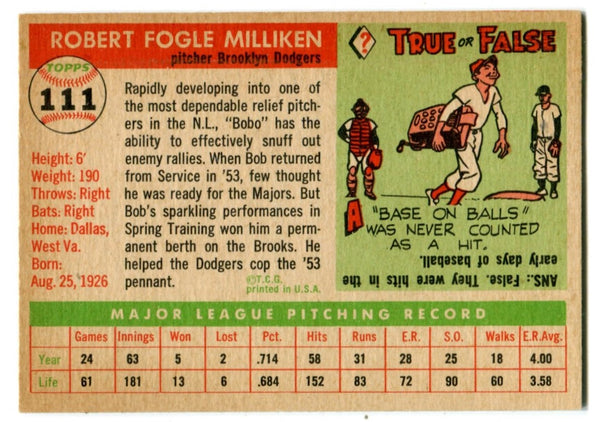 ROBERT FOGLE MILLIKEN
pitcher Brooklyn Dodgers
TOPPS
111
Height: 6'
Weight: 190
Throws: Right
Bats: Right
Home: Dallas,
West Va.
Born:
Aug. 25, 1926
Rapidly developing into one of
the most dependable relief pitch-
ers in the N.L., "Bobo" has the
ability to effectively snuff out
enemy rallies. When Bob returned
from Service in '53, few thought
he was ready for the Majors. But
Bob's sparkling performances in
Spring Training won him a perm-
anent berth on the Brooks. He
helped the Dodgers cop the '53
pennant.
©T.C.G.
printed in U.S.A.
? TRUE OR FALSE
A "BASE ON BALLS"
WAS NEVER COUNTED
AS A HIT.
ANS.: False. They were hits in the
early days of baseball.
MAJOR LEAGUE PITCHING RECORD
Games Innings Won Lost Pct. Hits Runs E.R. S.O. Walks E.R.Avg.
Year 24 63 5 2 .714 58 31 28 25 18 4.00
Life 61 181 13 6 .684 152 83 72 90 60 3.58